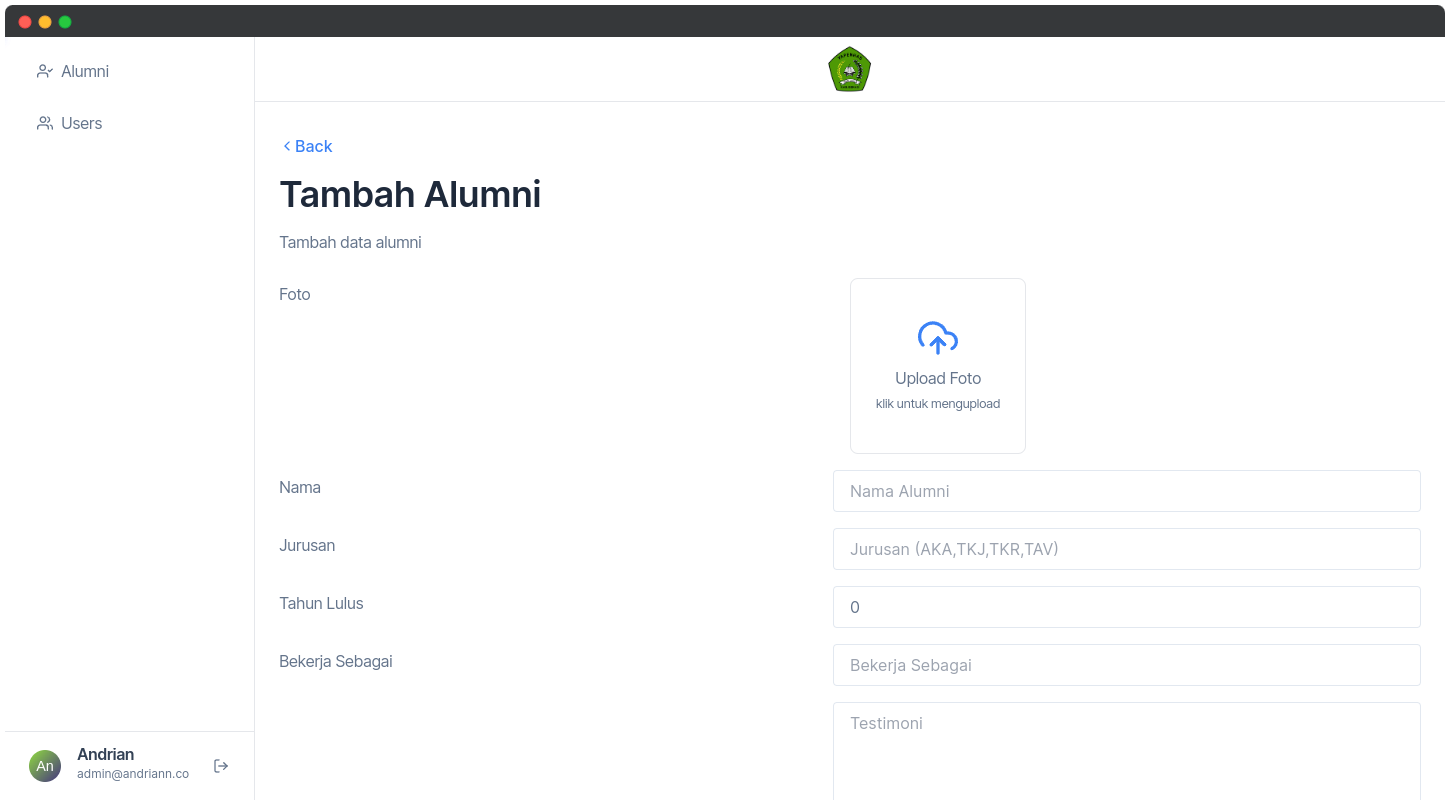 Alumni
Users
Back
Tambah Alumni
Tambah data alumni
Foto
Upload Foto
klik untuk mengupload
Nama
Nama Alumni
Jurusan
Jurusan (AKA,TKJ,TKR,TAV)
Tahun Lulus
0
Bekerja Sebagai
Bekerja Sebagai
Testimoni
An
Andrian
admin@andriann.co